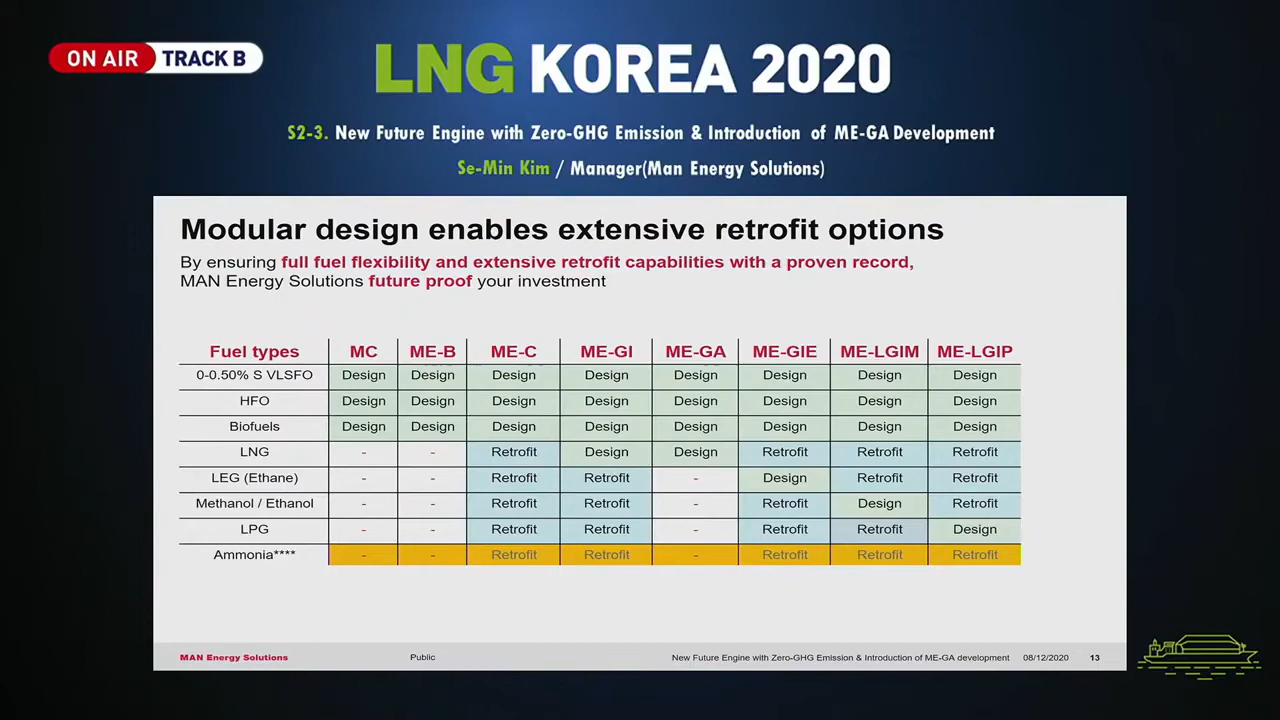 ON AIR TRACK B
LNG KOREA 2020
S2-3. New Future Engine with Zero-GHG Emission & Introduction of ME-GA Development
Se-Min Kim / Manager(Man Energy Solutions)
Modular design enables extensive retrofit options
By ensuring full fuel flexibility and extensive retrofit capabilities with a proven record,
MAN Energy Solutions future proof your investment
Fuel types MC ME-B ME-C ME-GI ME-GA ME-GIE ME-LGIM ME-LGIP
0-0.50% S VLSFO Design Design Design Design Design Design Design Design
HFO Design Design Design Design Design Design Design Design
Biofuels Design Design Design Design Design Design Design Design
LNG - - Retrofit Design Design Retrofit Retrofit Retrofit
LEG (Ethane) - - Retrofit Retrofit - Design Retrofit Retrofit
Methanol / Ethanol - - Retrofit Retrofit - Retrofit Design Retrofit
LPG - - Retrofit Retrofit - Retrofit Retrofit Design
Ammonia**** - - Retrofit Retrofit - Retrofit Retrofit Retrofit
MAN Energy Solutions Public New Future Engine with Zero-GHG Emission & Introduction of ME-GA development 08/12/2020 13